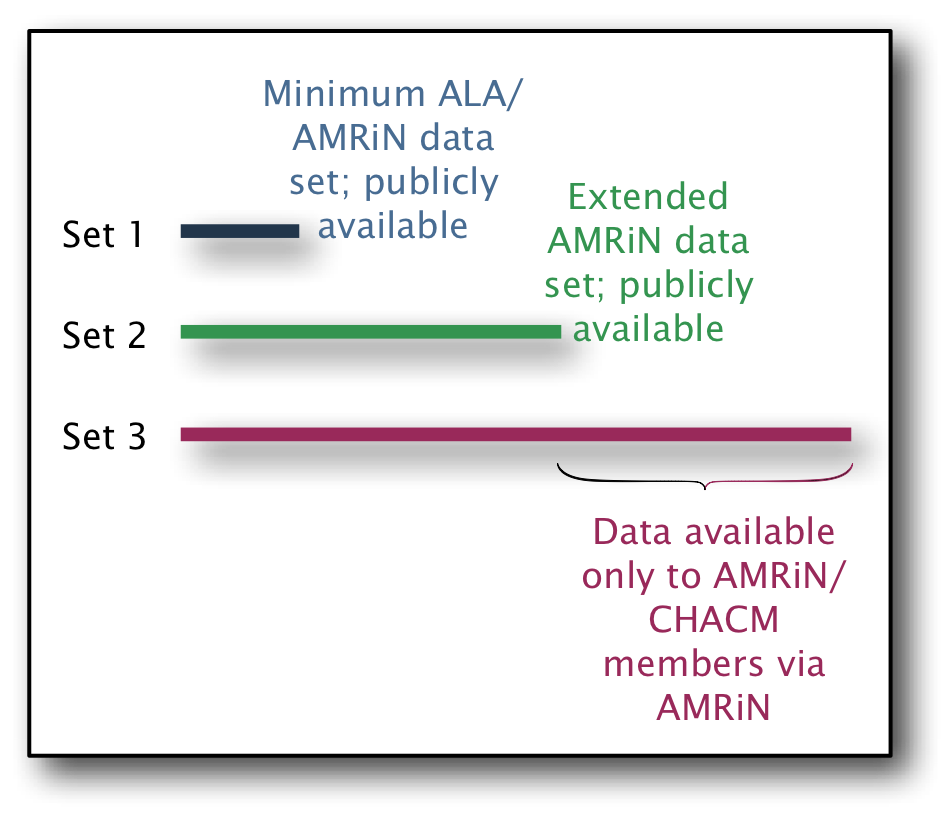 Minimum ALA/
AMRiN data
set; publicly
available
Set 1
Extended
AMRiN data
set; publicly
available
Set 2
Set 3
Data available
only to AMRiN/
CHACM
members via
AMRiN